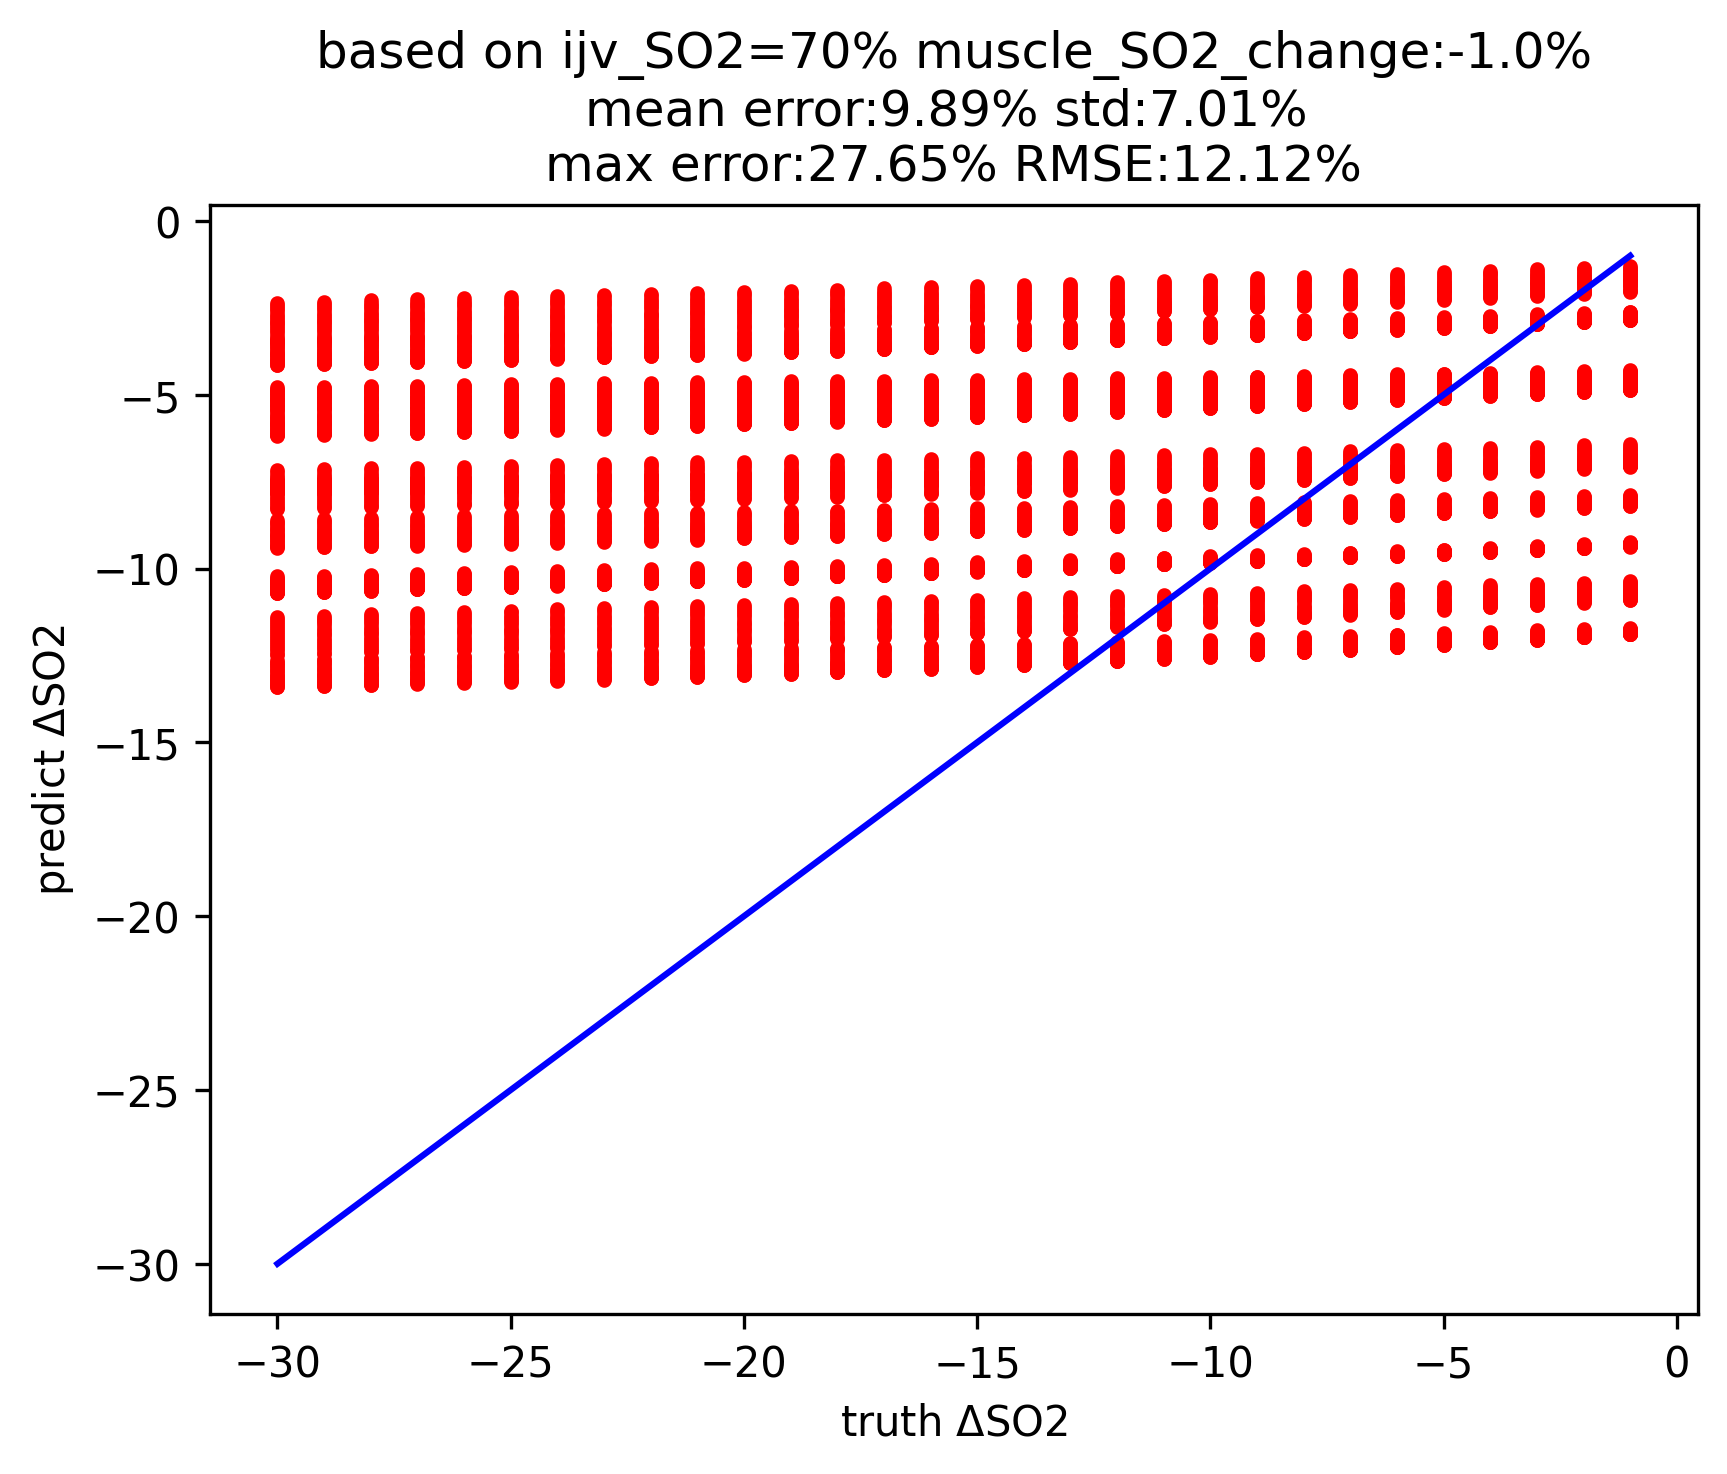 based on ijv_SO2=70% muscle_SO2_change:-1.0%
mean error:9.89% std:7.01%
max error:27.65% RMSE:12.12%
0
−5
−10
−15
−20
−25
−30
predict ΔSO2
−30 −25 −20 −15 −10 −5 0
truth ΔSO2